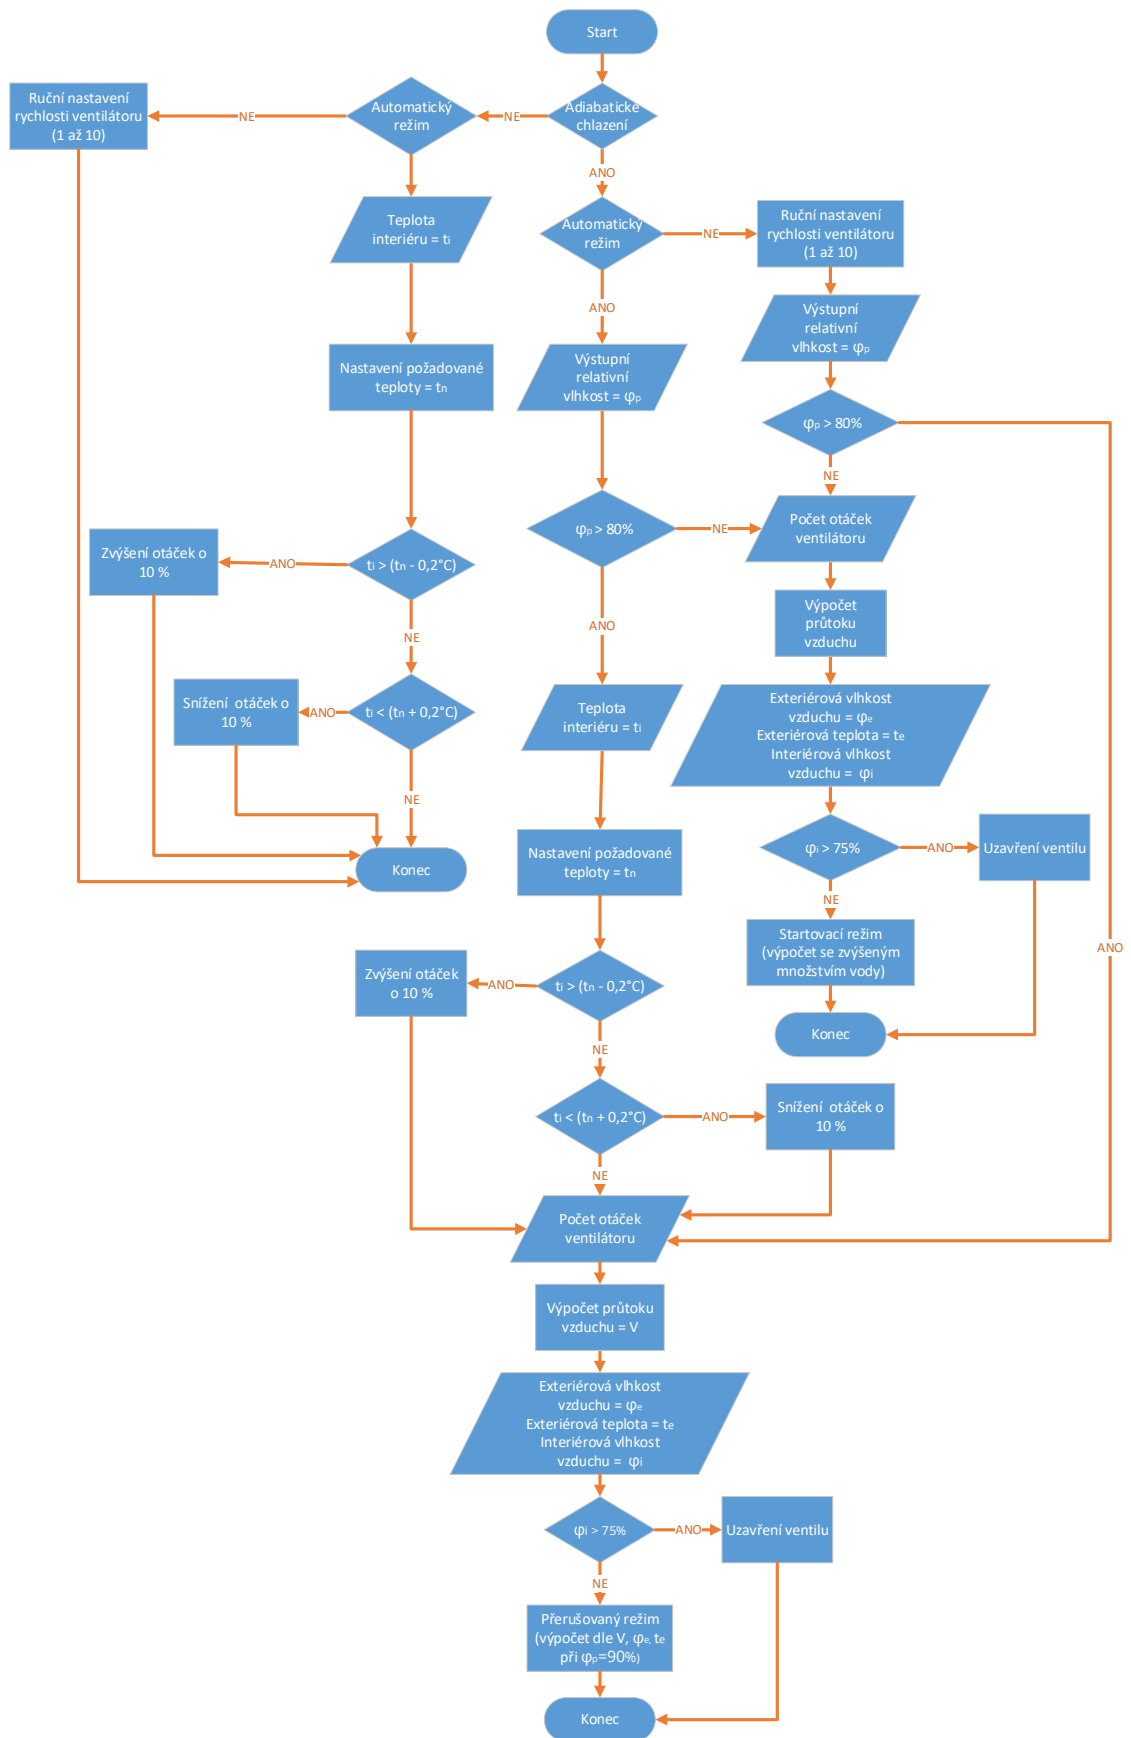 Start
Adiabatické
chlazení
NE
Automatický
režim
NE
Ruční nastavení
rychlosti ventilátoru
(1 až 10)
Teplota
interiéru = ti
Nastavení požadované
teploty = tn
ti > (tn - 0,2°C)
ANO
Zvýšení otáček o
10 %
NE
ti < (tn + 0,2°C)
ANO
Snížení  otáček o
10 %
NE
Konec
ANO
Automatický
režim
NE
Ruční nastavení
rychlosti ventilátoru
(1 až 10)
Výstupní
relativní
vlhkost = φp
φp > 80%
ANO
NE
ANO
Výstupní
relativní
vlhkost = φp
φp > 80%
NE
Počet otáček
ventilátoru
Výpočet
průtoku
vzduchu
Exteriérová vlhkost
vzduchu = φe
Exteriérová teplota = te
Interiérová vlhkost
vzduchu =  φi
φi > 75%
ANO
Uzavření ventilu
NE
Startovací režim
(výpočet se zvýšeným
množstvím vody)
Konec
ANO
Teplota
interiéru = ti
Nastavení požadované
teploty = tn
ti > (tn - 0,2°C)
ANO
Zvýšení otáček
o 10 %
NE
ti < (tn + 0,2°C)
ANO
Snížení  otáček o
10 %
NE
Počet otáček
ventilátoru
Výpočet průtoku
vzduchu = V
Exteriérová vlhkost
vzduchu = φe
Exteriérová teplota = te
Interiérová vlhkost
vzduchu =  φi
φi > 75%
ANO
Uzavření ventilu
NE
Přerušovaný režim
(výpočet dle V, φe, te
při φp=90%)
Konec